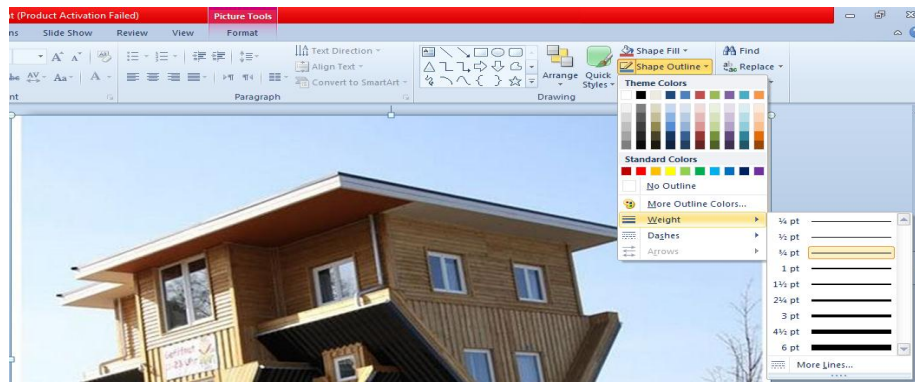 t (Product Activation Failed) Picture Tools
ns Slide Show Review View Format
Text Direction
Align Text
Convert to SmartArt
Arrange
Quick Styles
Shape Fill
Shape Outline
Find
Replace
abe AV Aa A
nt Paragraph Drawing
Theme Colors
Standard Colors
No Outline
More Outline Colors...
Weight
Dashes
Arrows
¼ pt
½ pt
¾ pt
1 pt
1½ pt
2¼ pt
3 pt
4½ pt
6 pt
More Lines...